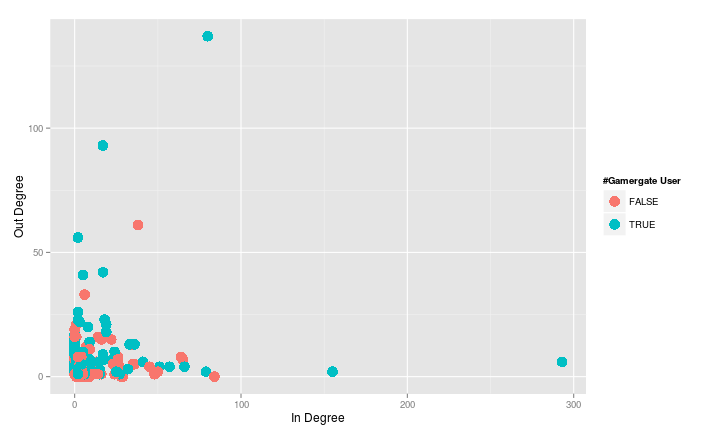 100
50
0
Out Degree
0
100
200
300
In Degree
#Gamergate User
FALSE
TRUE